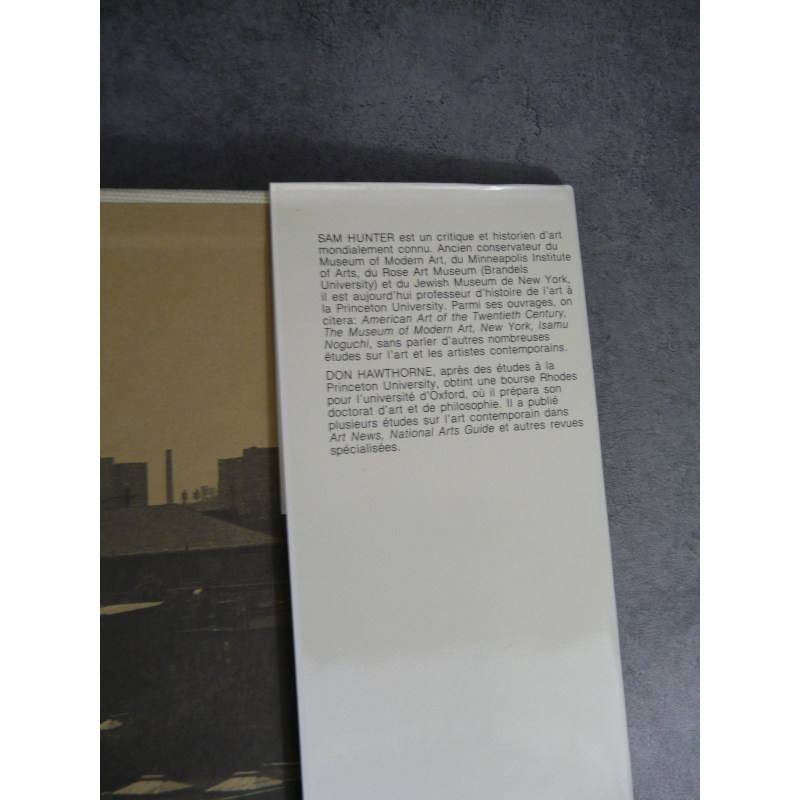 SAM HUNTER est un critique et historien d'art
mondialement connu. Ancien conservateur du
Museum of Modern Art, du Minneapolis Institute
of Arts, du Rose Art Museum (Brandels
University) et du Jewish Museum de New York,
il est aujourd'hui professeur d'histoire de l'art à
la Princeton University. Parmi ses ouvrages, on
citera: American Art of the Twentieth Century,
The Museum of Modern Art, New York, Isamu
Noguchi, sans parler d'autres nombreuses
études sur l'art et les artistes contemporains.
DON HAWTHORNE, après des études à la
Princeton University, obtint une bourse Rhodes
pour l'université d'Oxford, où il prépara son
doctorat d'art et de philosophie. Il a publié
plusieurs études sur l'art contemporain dans
Art News, National Arts Guide et autres revues
spécialisées.